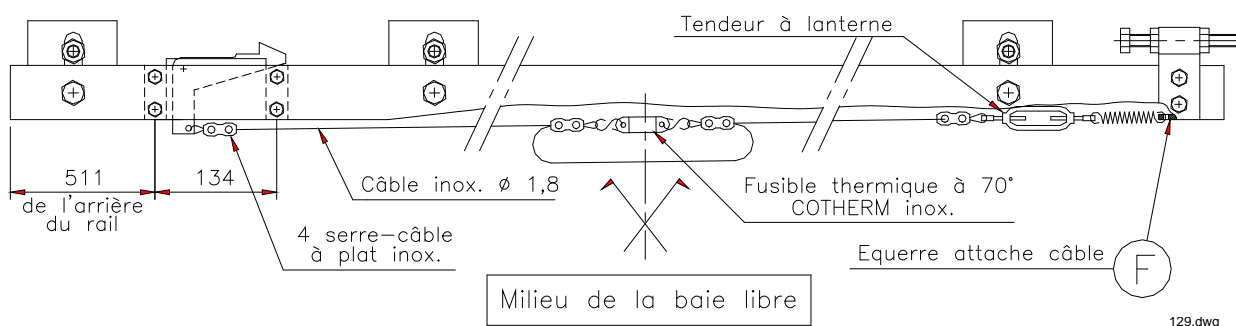 Tendeur à lanterne
511
134
de l'arrière
du rail
Câble inox. ø 1,8
Fusible thermique à 70°
COTHERM inox.
4 serre-câble
à plat inox.
Equerre attache câble
F
Milieu de la baie libre
129.dwg